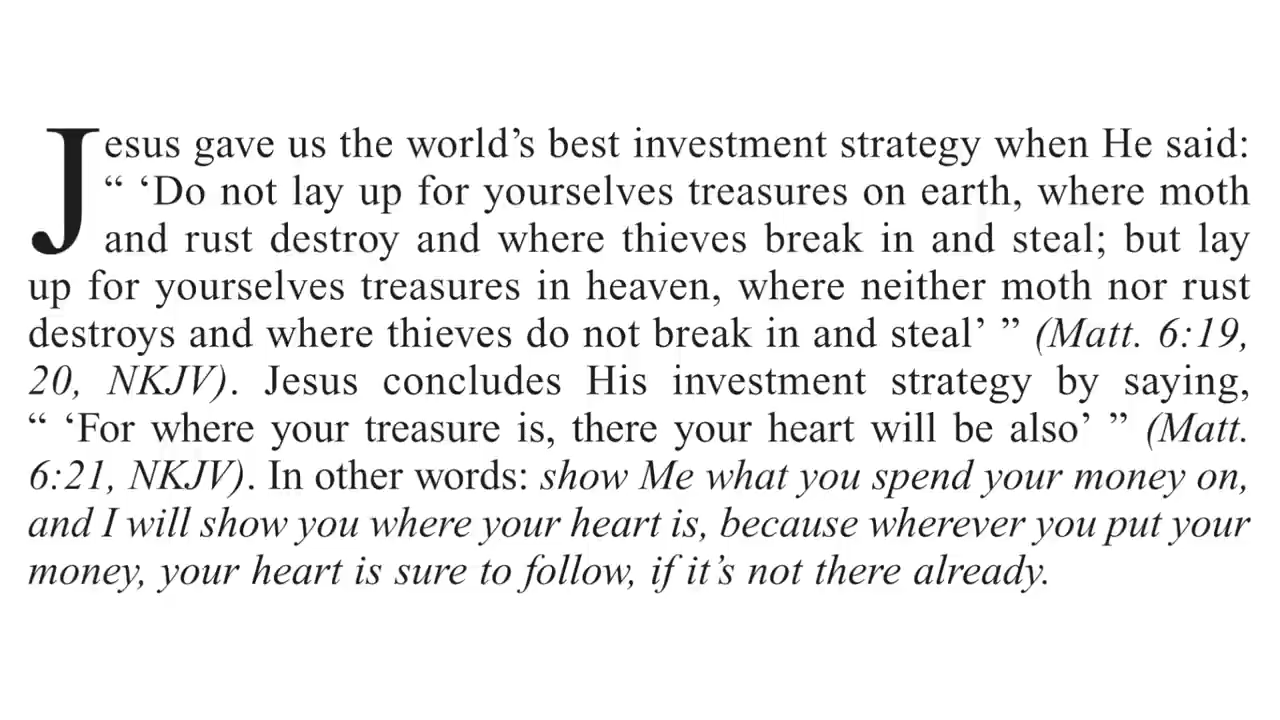 Jesus gave us the world’s best investment strategy when He said:
“ ‘Do not lay up for yourselves treasures on earth, where moth
and rust destroy and where thieves break in and steal; but lay
up for yourselves treasures in heaven, where neither moth nor rust
destroys and where thieves do not break in and steal’ ” (Matt. 6:19,
20, NKJV). Jesus concludes His investment strategy by saying,
“ ‘For where your treasure is, there your heart will be also’ ” (Matt.
6:21, NKJV). In other words: show Me what you spend your money on,
and I will show you where your heart is, because wherever you put your
money, your heart is sure to follow, if it’s not there already.